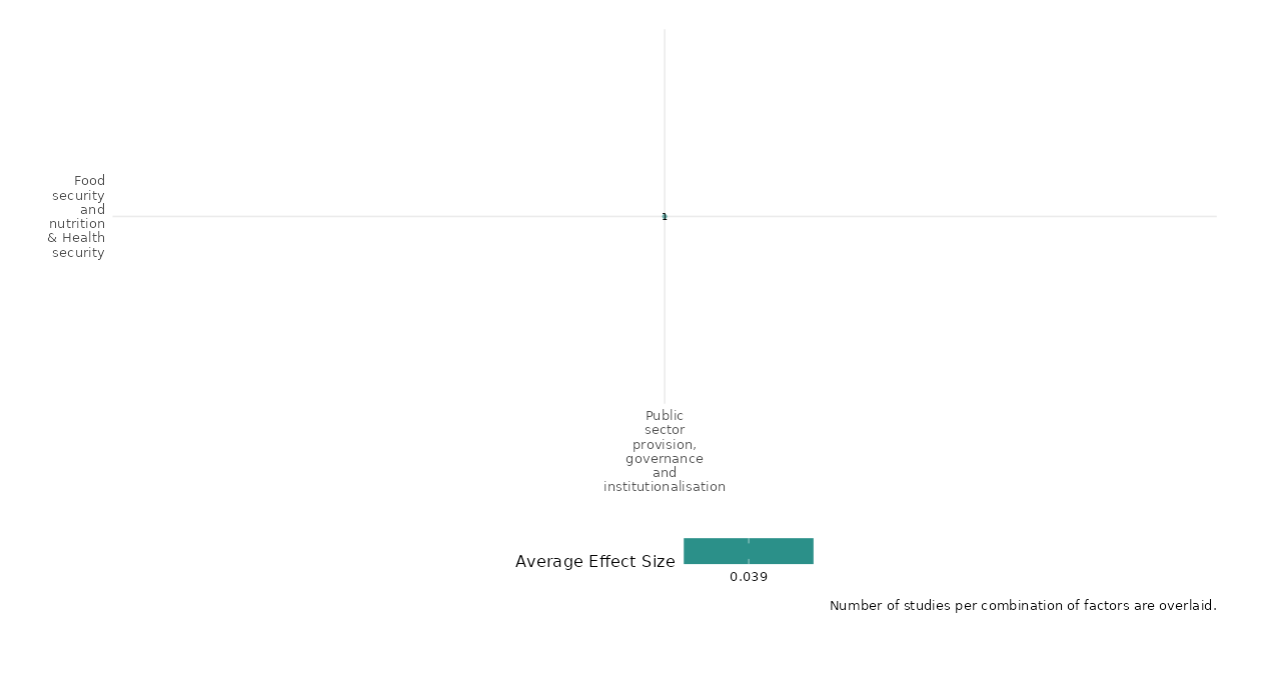 Food
security
and
nutrition
& Health
security
1
Public
sector
provision,
governance
and
institutionalisation
Average Effect Size
0.039
Number of studies per combination of factors are overlaid.